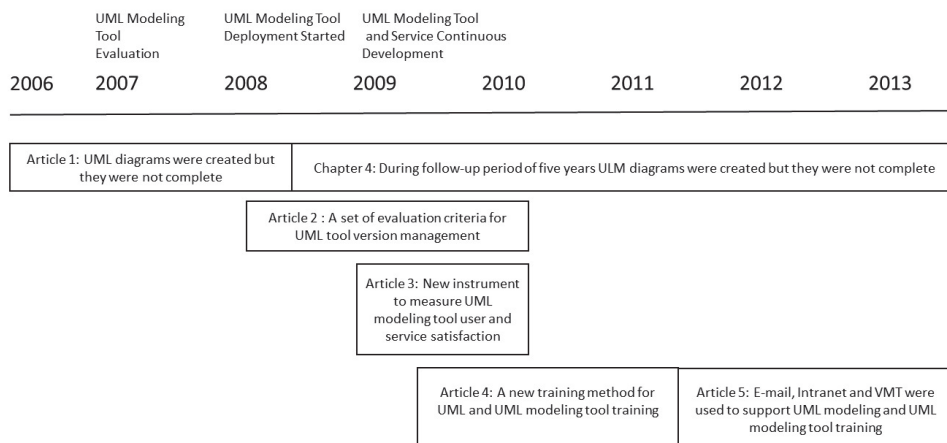 UML Modeling
Tool
Evaluation
UML Modeling Tool
Deployment Started
UML Modeling Tool
and Service Continuous
Development
2006 2007 2008 2009 2010 2011 2012 2013
Article 1: UML diagrams were created but
they were not complete
Chapter 4: During follow-up period of five years ULM diagrams were created but they were not complete
Article 2 : A set of evaluation criteria for
UML tool version management
Article 3: New instrument
to measure UML
modeling tool user and
service satisfaction
Article 4: A new training method for
UML and UML modeling tool training
Article 5: E-mail, Intranet and VMT were
used to support UML modeling and UML
modeling tool training